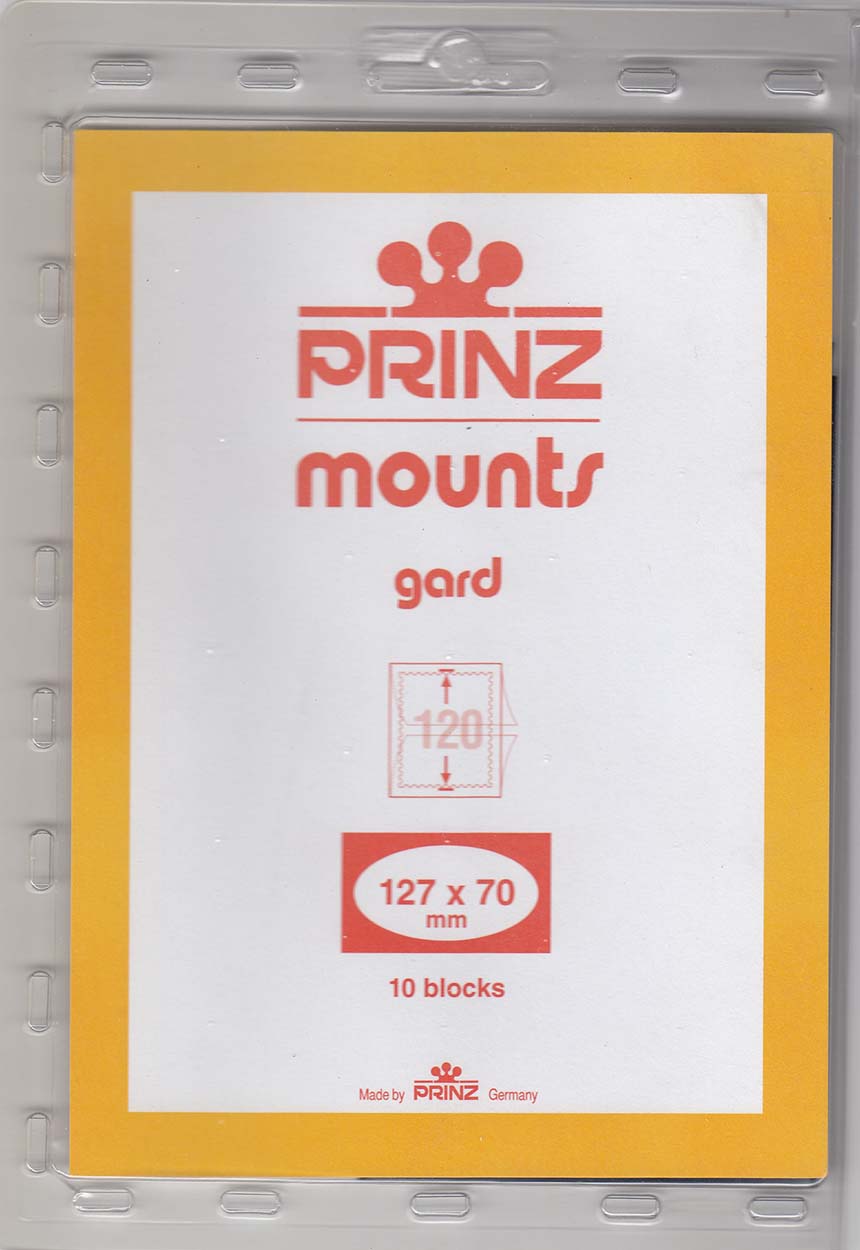 PRINZ
mounts
gard
120
127 x 70
mm
10 blocks
Made by PRINZ Germany